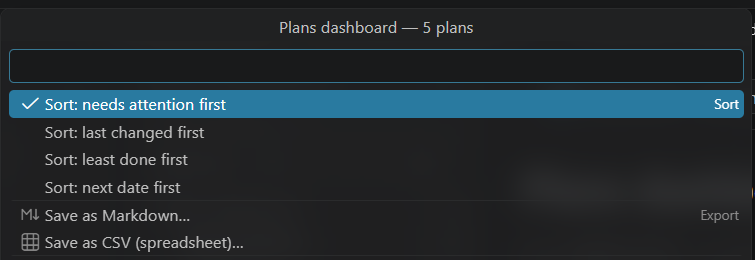 Plans dashboard — 5 plans
Sort: needs attention first Sort
Sort: last changed first
Sort: least done first
Sort: next date first
Save as Markdown... Export
Save as CSV (spreadsheet)...